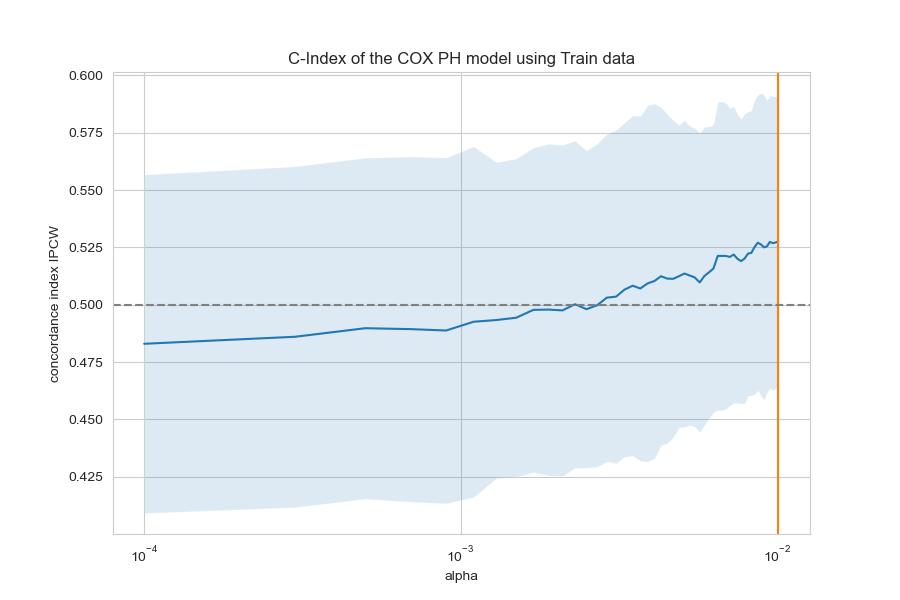 C-Index of the COX PH model using Train data
concordance index IPCW
0.600
0.575
0.550
0.525
0.500
0.475
0.450
0.425
10⁻⁴ 10⁻³ 10⁻²
alpha